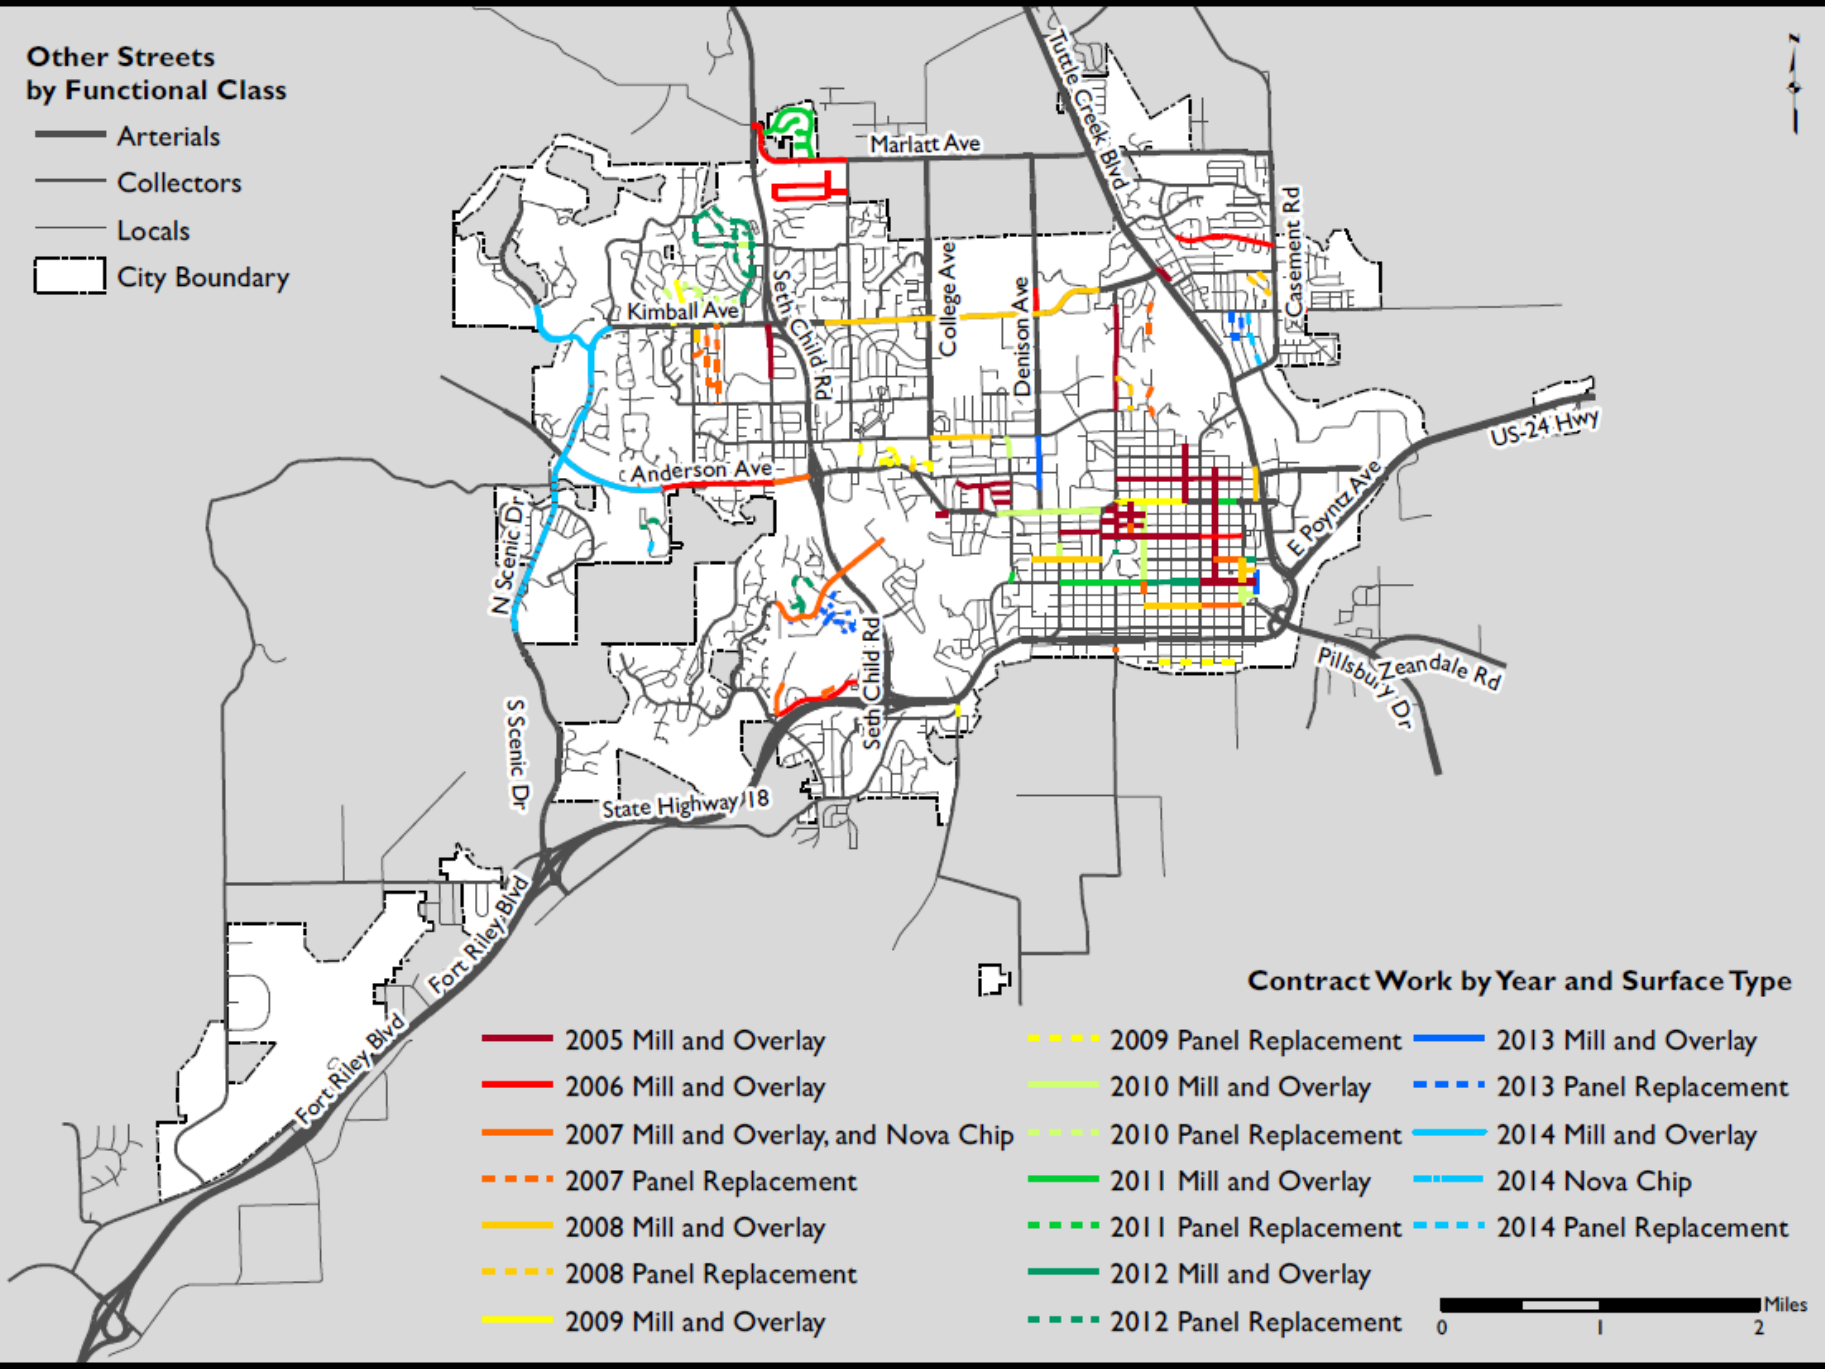 Other Streets
by Functional Class
Arterials
Collectors
Locals
City Boundary
N
Tuttle Creek Blvd
Marlatt Ave
Casement Rd
College Ave
Denison Ave
Seth Child Rd
Kimball Ave
US-24 Hwy
Anderson Ave
E Poyntz Ave
N Scenic Dr
Seth Child Rd
Pillsbury Dr
Zeandale Rd
S Scenic Dr
State Highway 18
Fort Riley Blvd
Fort Riley Blvd
Contract Work by Year and Surface Type
2005 Mill and Overlay
2006 Mill and Overlay
2007 Mill and Overlay, and Nova Chip
2007 Panel Replacement
2008 Mill and Overlay
2008 Panel Replacement
2009 Mill and Overlay
2009 Panel Replacement
2010 Mill and Overlay
2010 Panel Replacement
2011 Mill and Overlay
2011 Panel Replacement
2012 Mill and Overlay
2012 Panel Replacement
2013 Mill and Overlay
2013 Panel Replacement
2014 Mill and Overlay
2014 Nova Chip
2014 Panel Replacement
Miles
0 1 2